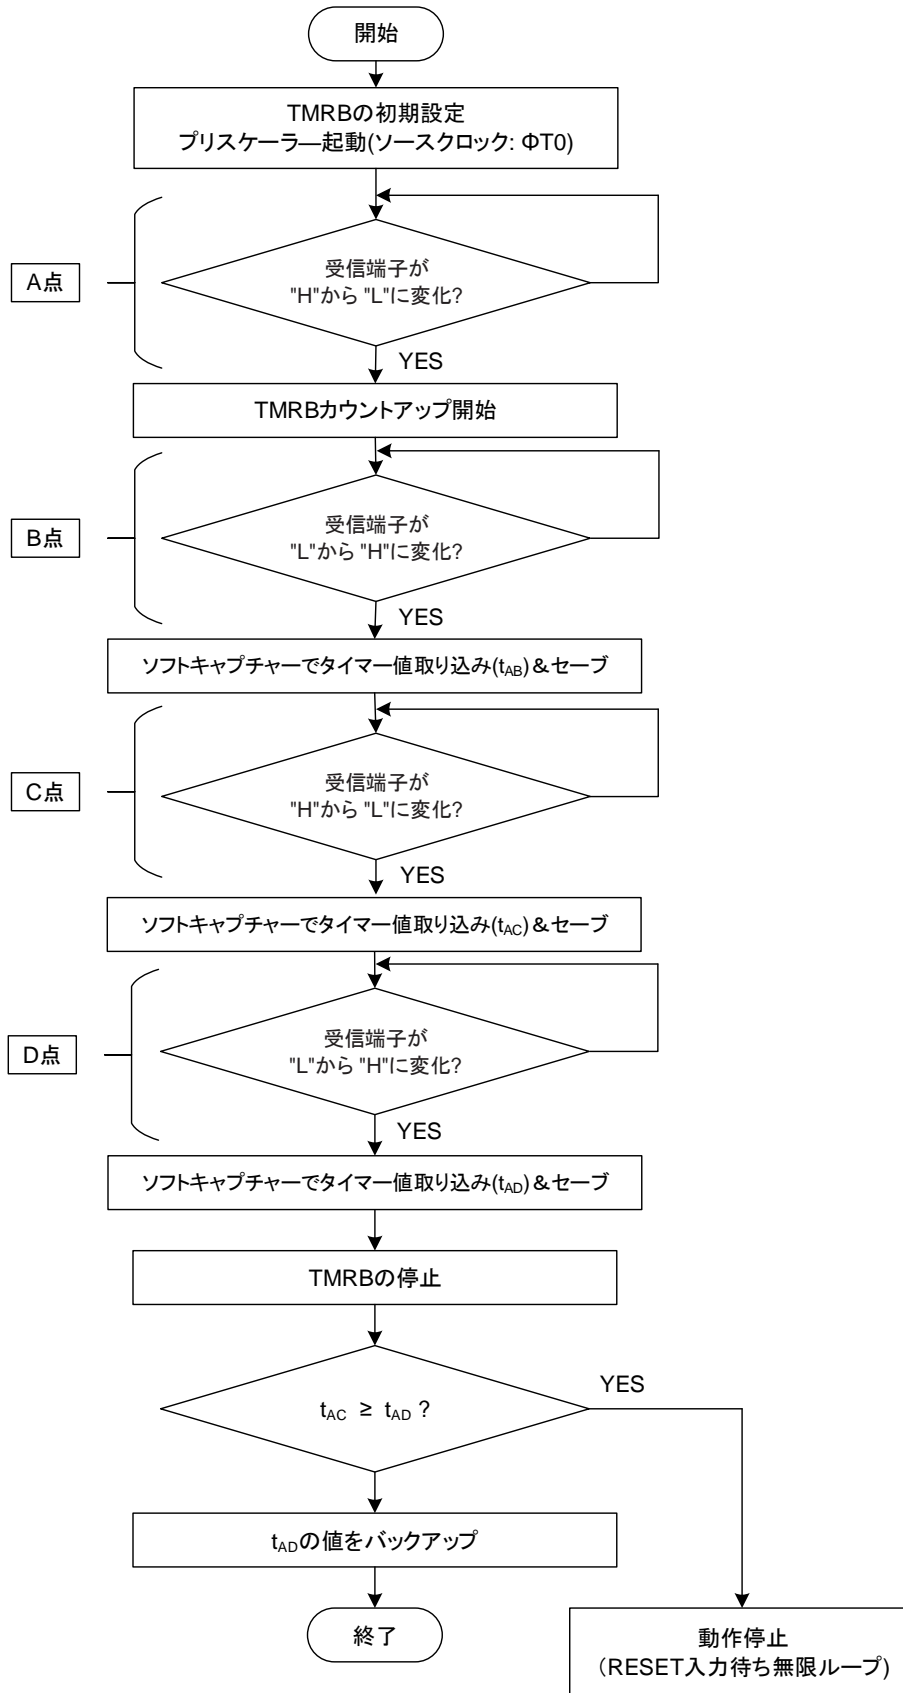 開始
TMRBの初期設定
プリスケーラ―起動(ソースクロック: ΦT0)
A点
受信端子が
"H"から "L"に変化?
YES
TMRBカウントアップ開始
B点
受信端子が
"L"から "H"に変化?
YES
ソフトキャプチャーでタイマー値取り込み(tAB)&セーブ
C点
受信端子が
"H"から "L"に変化?
YES
ソフトキャプチャーでタイマー値取り込み(tAC)&セーブ
D点
受信端子が
"L"から "H"に変化?
YES
ソフトキャプチャーでタイマー値取り込み(tAD)&セーブ
TMRBの停止
YES
tAC ≥ tAD ?
tADの値をバックアップ
終了
動作停止
(RESET入力待ち無限ループ)